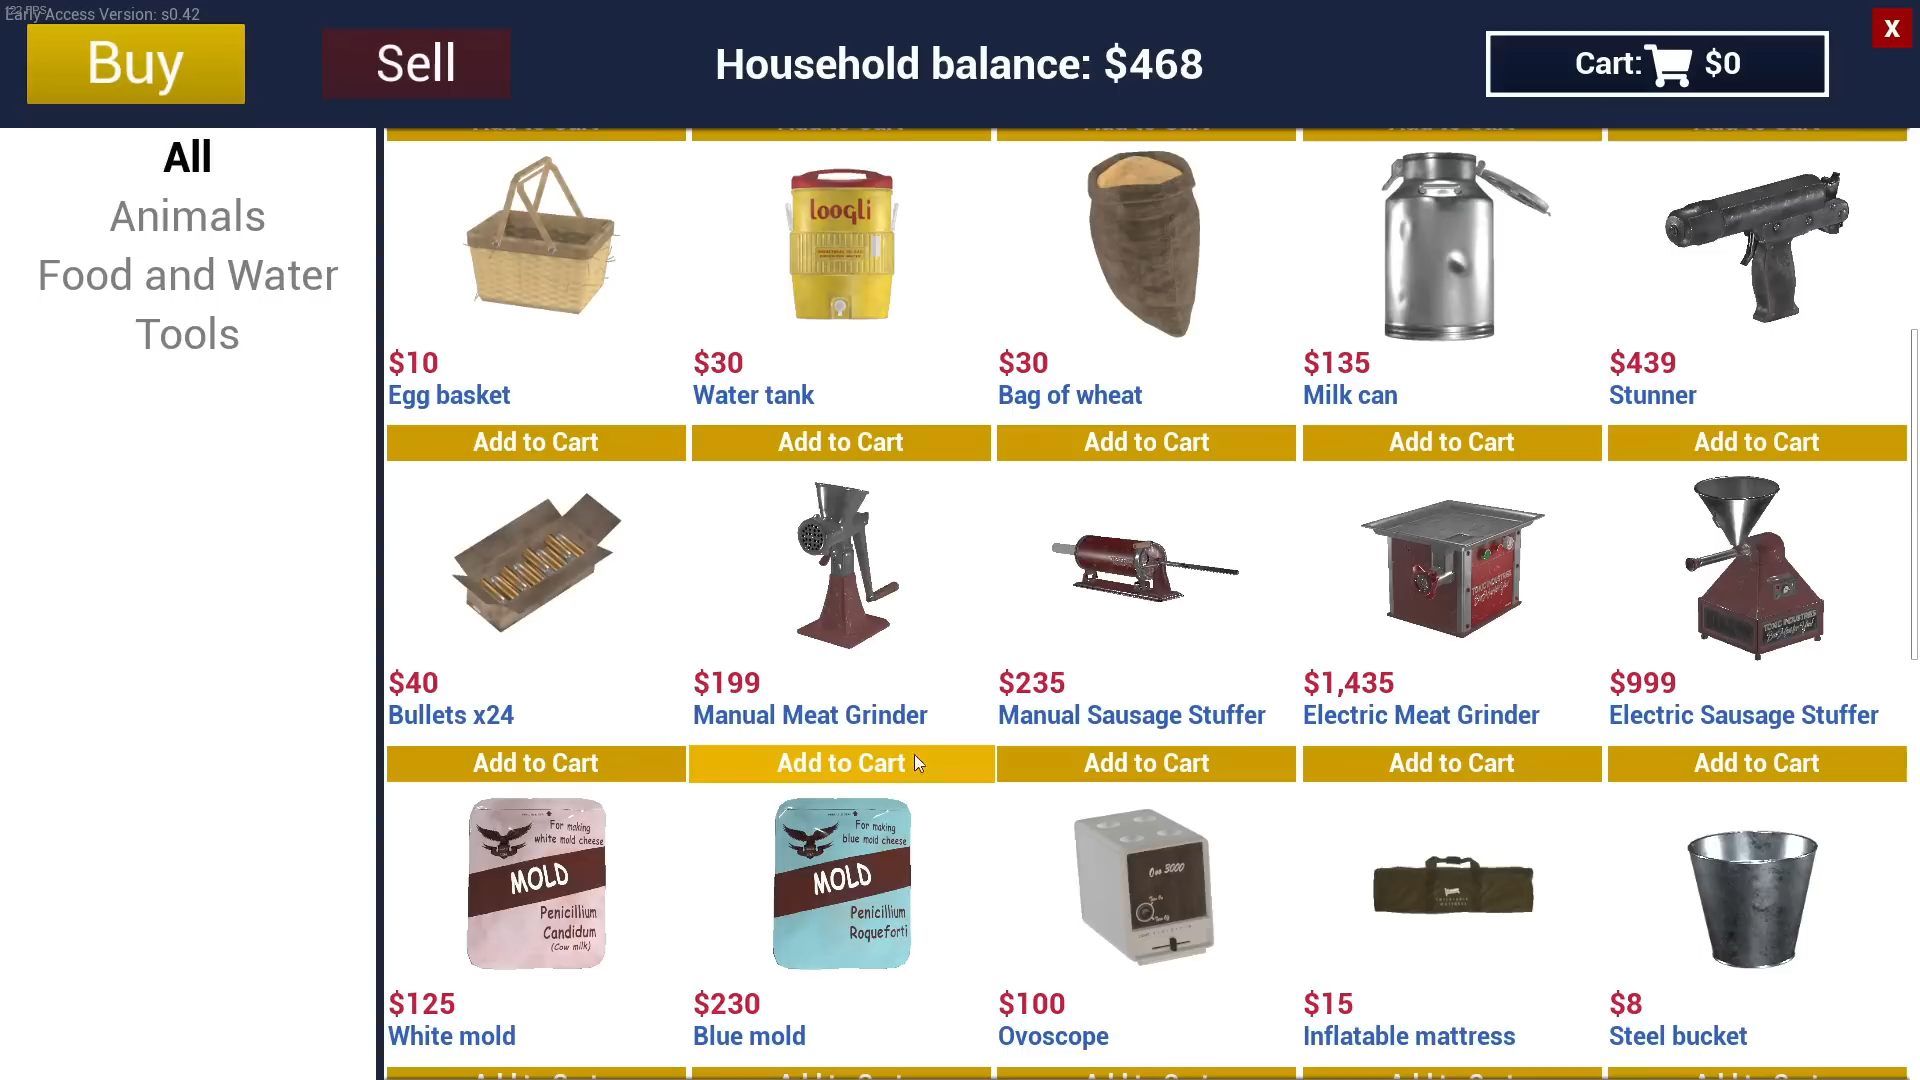 Early Access Version: s0.42
Buy
Sell
Household balance: $468
Cart: $0
X
All
Animals
Food and Water
Tools
loogli
$10
Egg basket
Add to Cart
$30
Water tank
Add to Cart
$30
Bag of wheat
Add to Cart
$135
Milk can
Add to Cart
$439
Stunner
Add to Cart
TOXIC INDUSTRIES
TOXIC INDUSTRIES
$40
Bullets x24
Add to Cart
$199
Manual Meat Grinder
Add to Cart
$235
Manual Sausage Stuffer
Add to Cart
$1,435
Electric Meat Grinder
Add to Cart
$999
Electric Sausage Stuffer
Add to Cart
For making
white mold cheese
MOLD
Penicillium
Candidum
(Cow milk)
For making
blue mold cheese
MOLD
Penicillium
Roqueforti
Ovo 3000
$125
White mold
$230
Blue mold
$100
Ovoscope
$15
Inflatable mattress
$8
Steel bucket